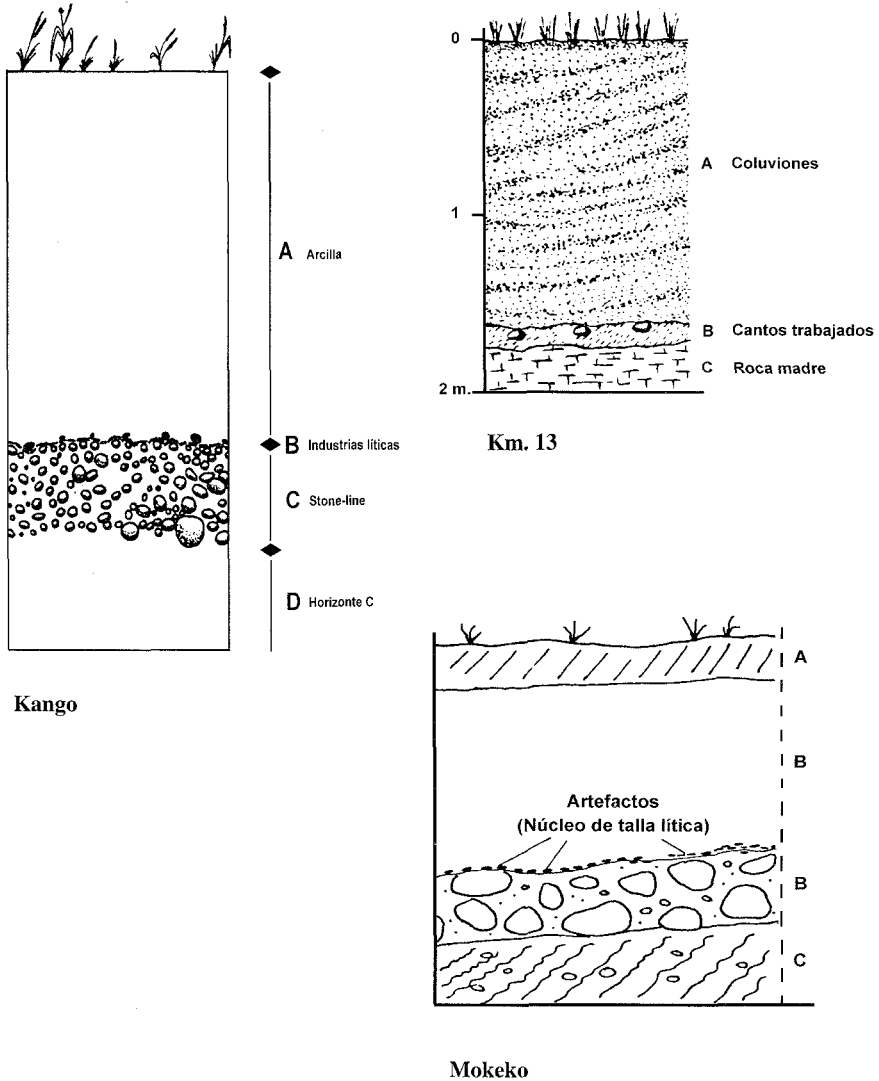 A Arcilla
B Industrias líticas
C Stone-line
D Horizonte C
Kango
0
1
2 m.
A Coluviones
B Cantos trabajados
C Roca madre
Km. 13
A
B
Artefactos
(Núcleo de talla lítica)
B
C
Mokeko